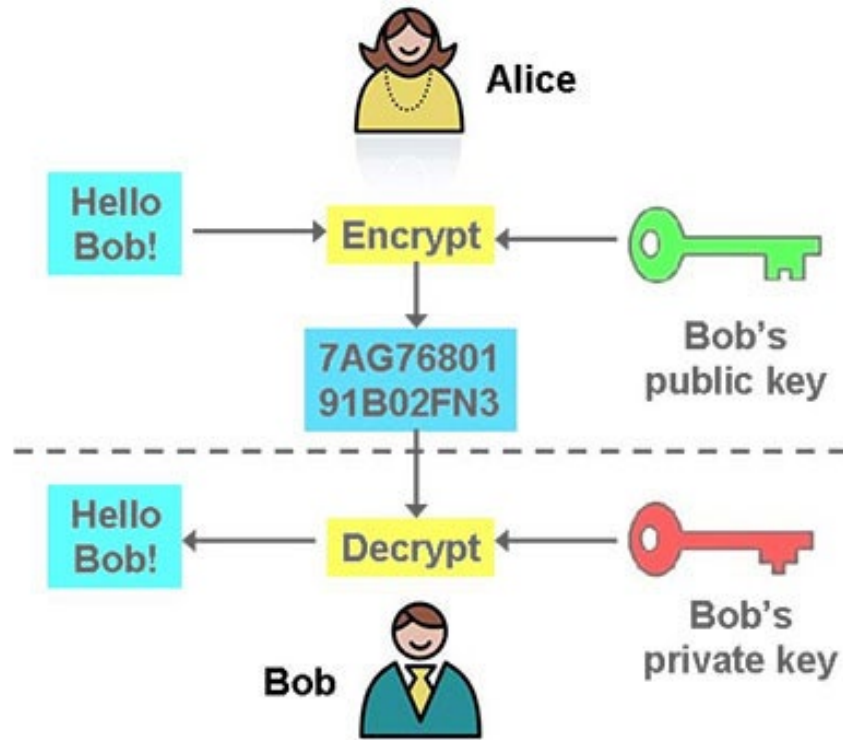 Alice
Hello
Bob!
Encrypt
Bob's
public key
7AG76801
91B02FN3
Hello
Bob!
Decrypt
Bob's
private key
Bob